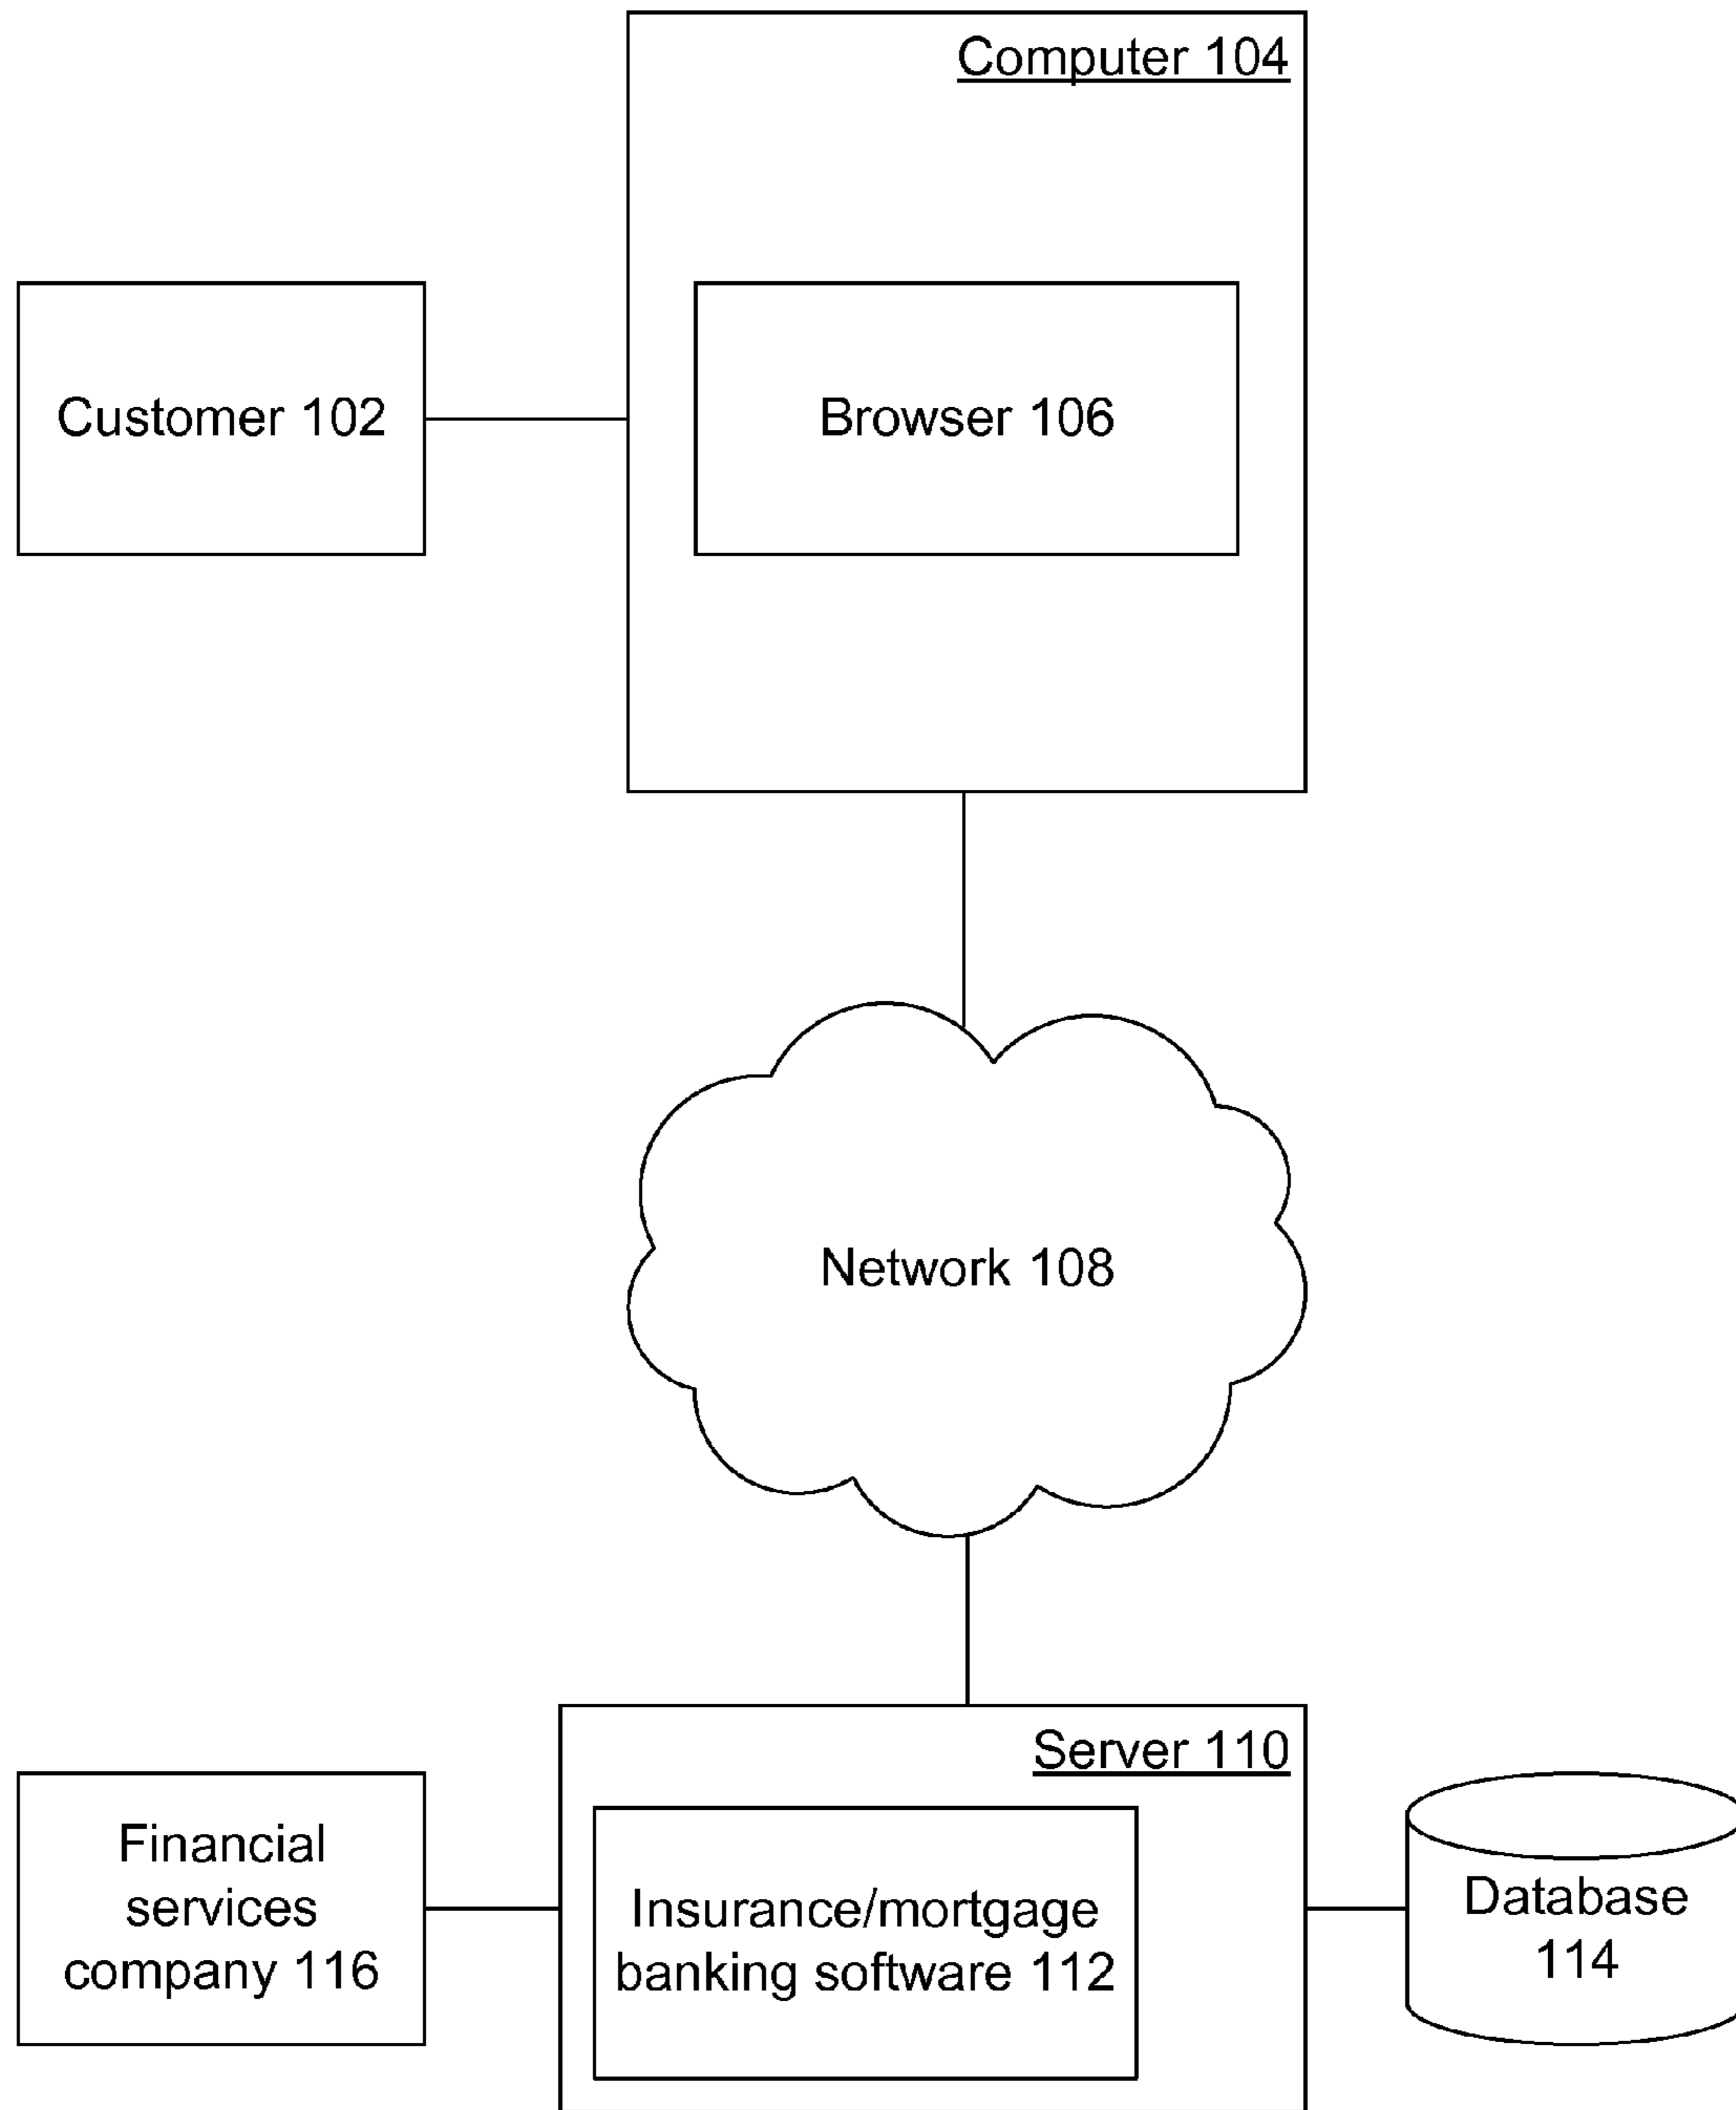 Computer 104
Customer 102
Browser 106
Network 108
Server 110
Financial
services
company 116
Insurance/mortgage
banking software 112
Database
114